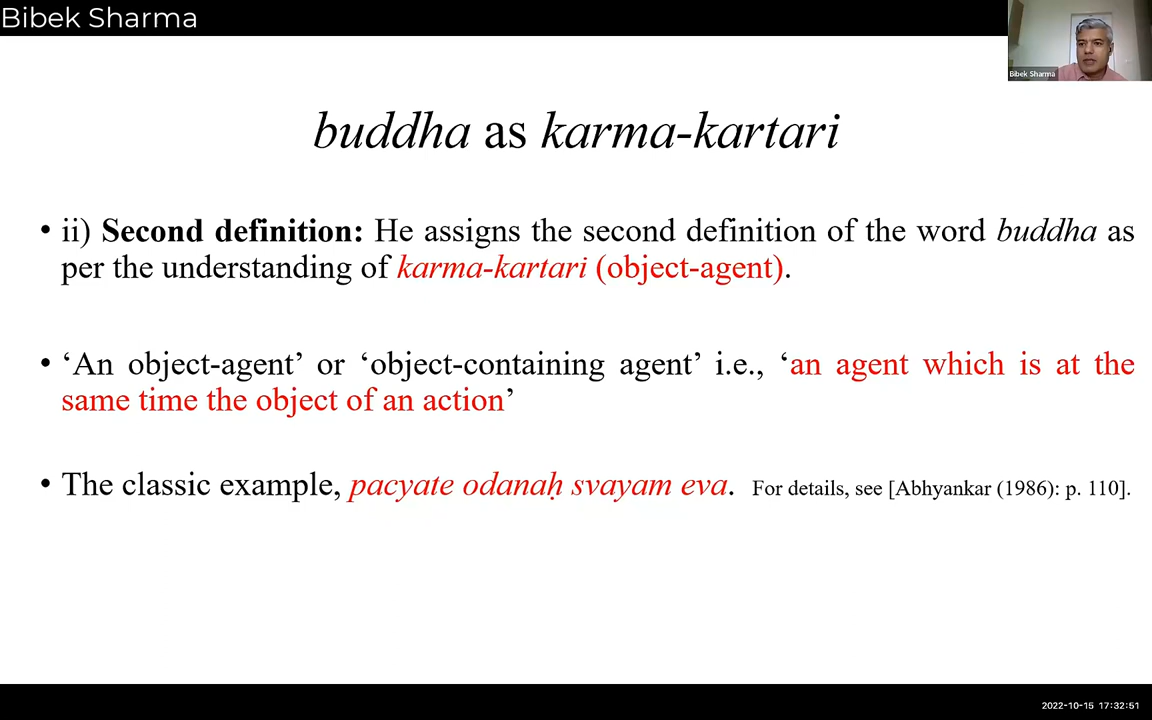 Bibek Sharma
Bibek Sharma
buddha as karma-kartari
• ii) Second definition: He assigns the second definition of the word buddha as
per the understanding of karma-kartari (object-agent).
• ‘An object-agent’ or ‘object-containing agent’ i.e., ‘an agent which is at the
same time the object of an action’
• The classic example, pacyate odanaḥ svayam eva. For details, see [Abhyankar (1986): p. 110].
2022-10-15 17:32:51